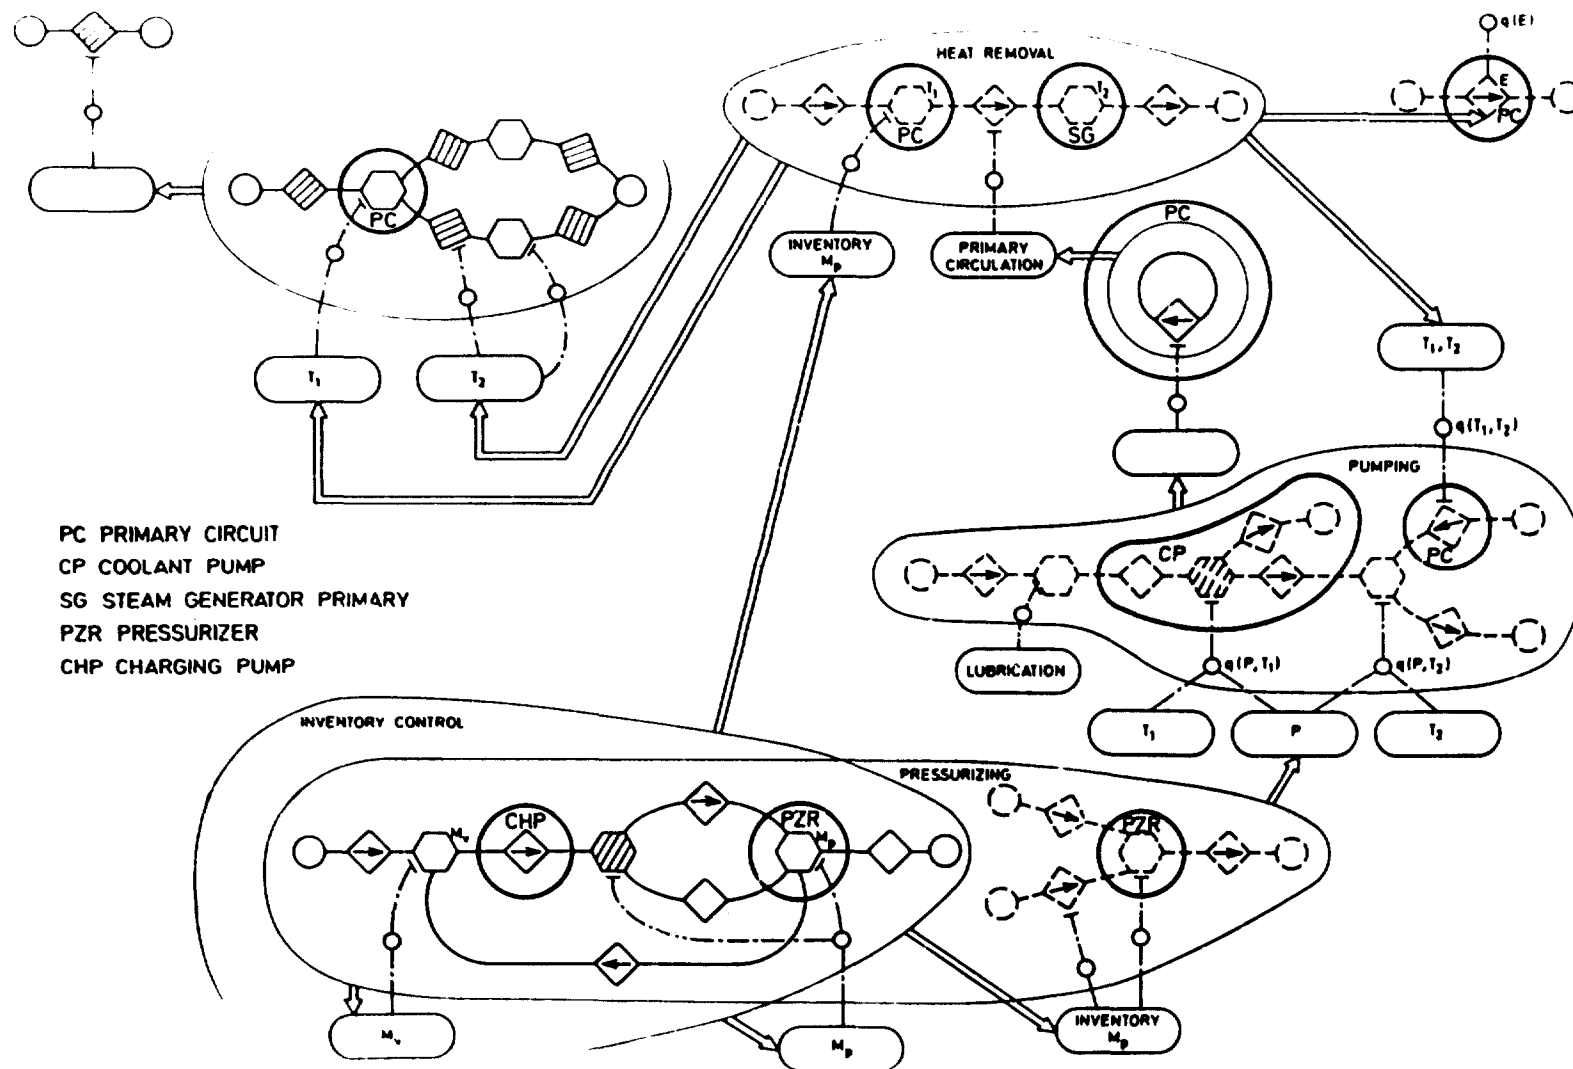 q(E)
HEAT REMOVAL
T₁
T₂
E
PC
SG
PC
PC
PC
INVENTORY
Mₚ
PRIMARY
CIRCULATION
T₁
T₂
T₁, T₂
q(T₁, T₂)
PUMPING
PC PRIMARY CIRCUIT
CP COOLANT PUMP
SG STEAM GENERATOR PRIMARY
PZR PRESSURIZER
CHP CHARGING PUMP
CP
PC
LUBRICATION
q(P, T₁)
q(P, T₂)
T₁
P
T₂
INVENTORY CONTROL
PRESSURIZING
Mᵥ
CHP
PZR
Mₚ
PZR
Mᵥ
Mₚ
INVENTORY
Mₚ